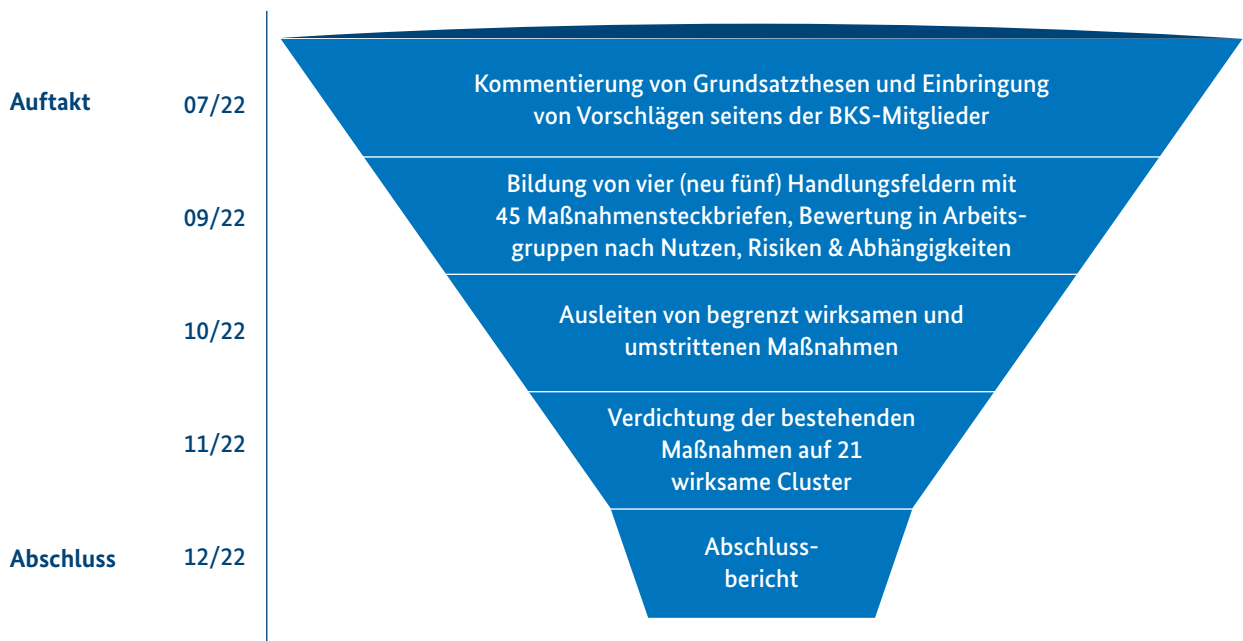 Auftakt
07/22
Kommentierung von Grundsatzthesen und Einbringung
von Vorschlägen seitens der BKS-Mitglieder
09/22
Bildung von vier (neu fünf) Handlungsfeldern mit
45 Maßnahmensteckbriefen, Bewertung in Arbeits-
gruppen nach Nutzen, Risiken & Abhängigkeiten
10/22
Ausleiten von begrenzt wirksamen und
umstrittenen Maßnahmen
11/22
Verdichtung der bestehenden
Maßnahmen auf 21
wirksame Cluster
Abschluss
12/22
Abschluss-
bericht